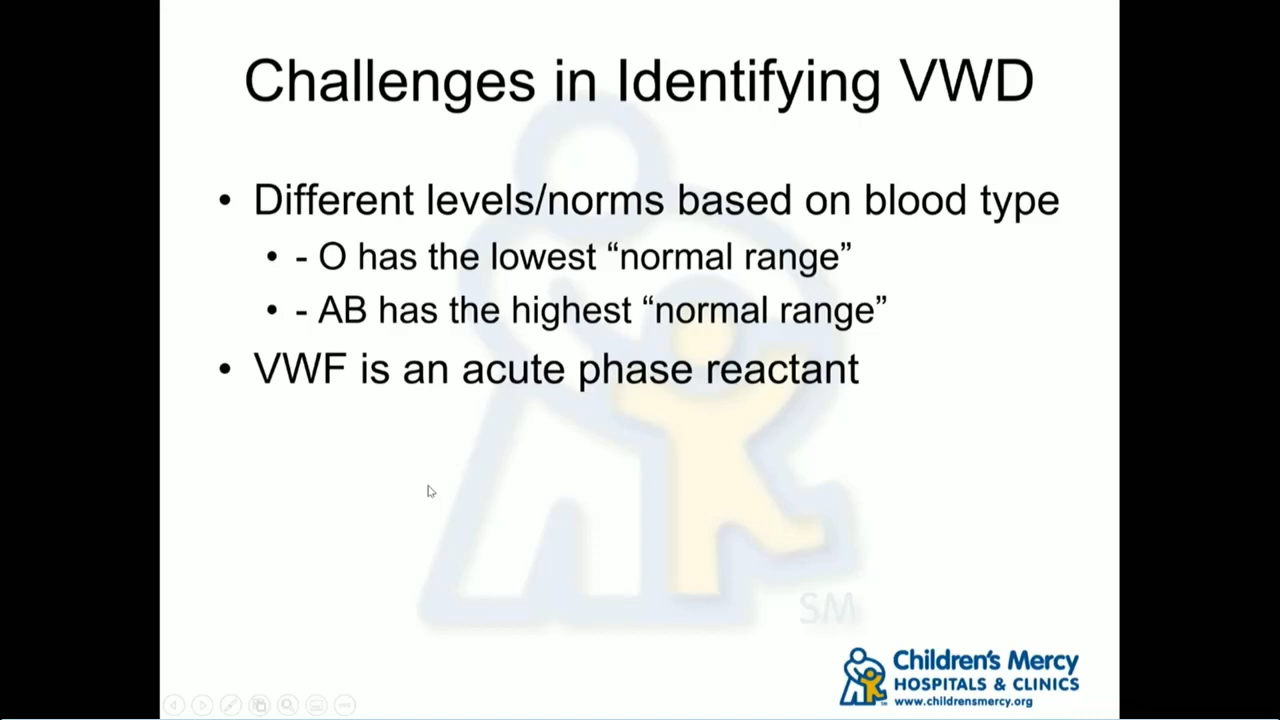 Challenges in Identifying VWD
• Different levels/norms based on blood type
• - O has the lowest “normal range”
• - AB has the highest “normal range”
• VWF is an acute phase reactant
SM
Children's Mercy
HOSPITALS & CLINICS
www.childrensmercy.org